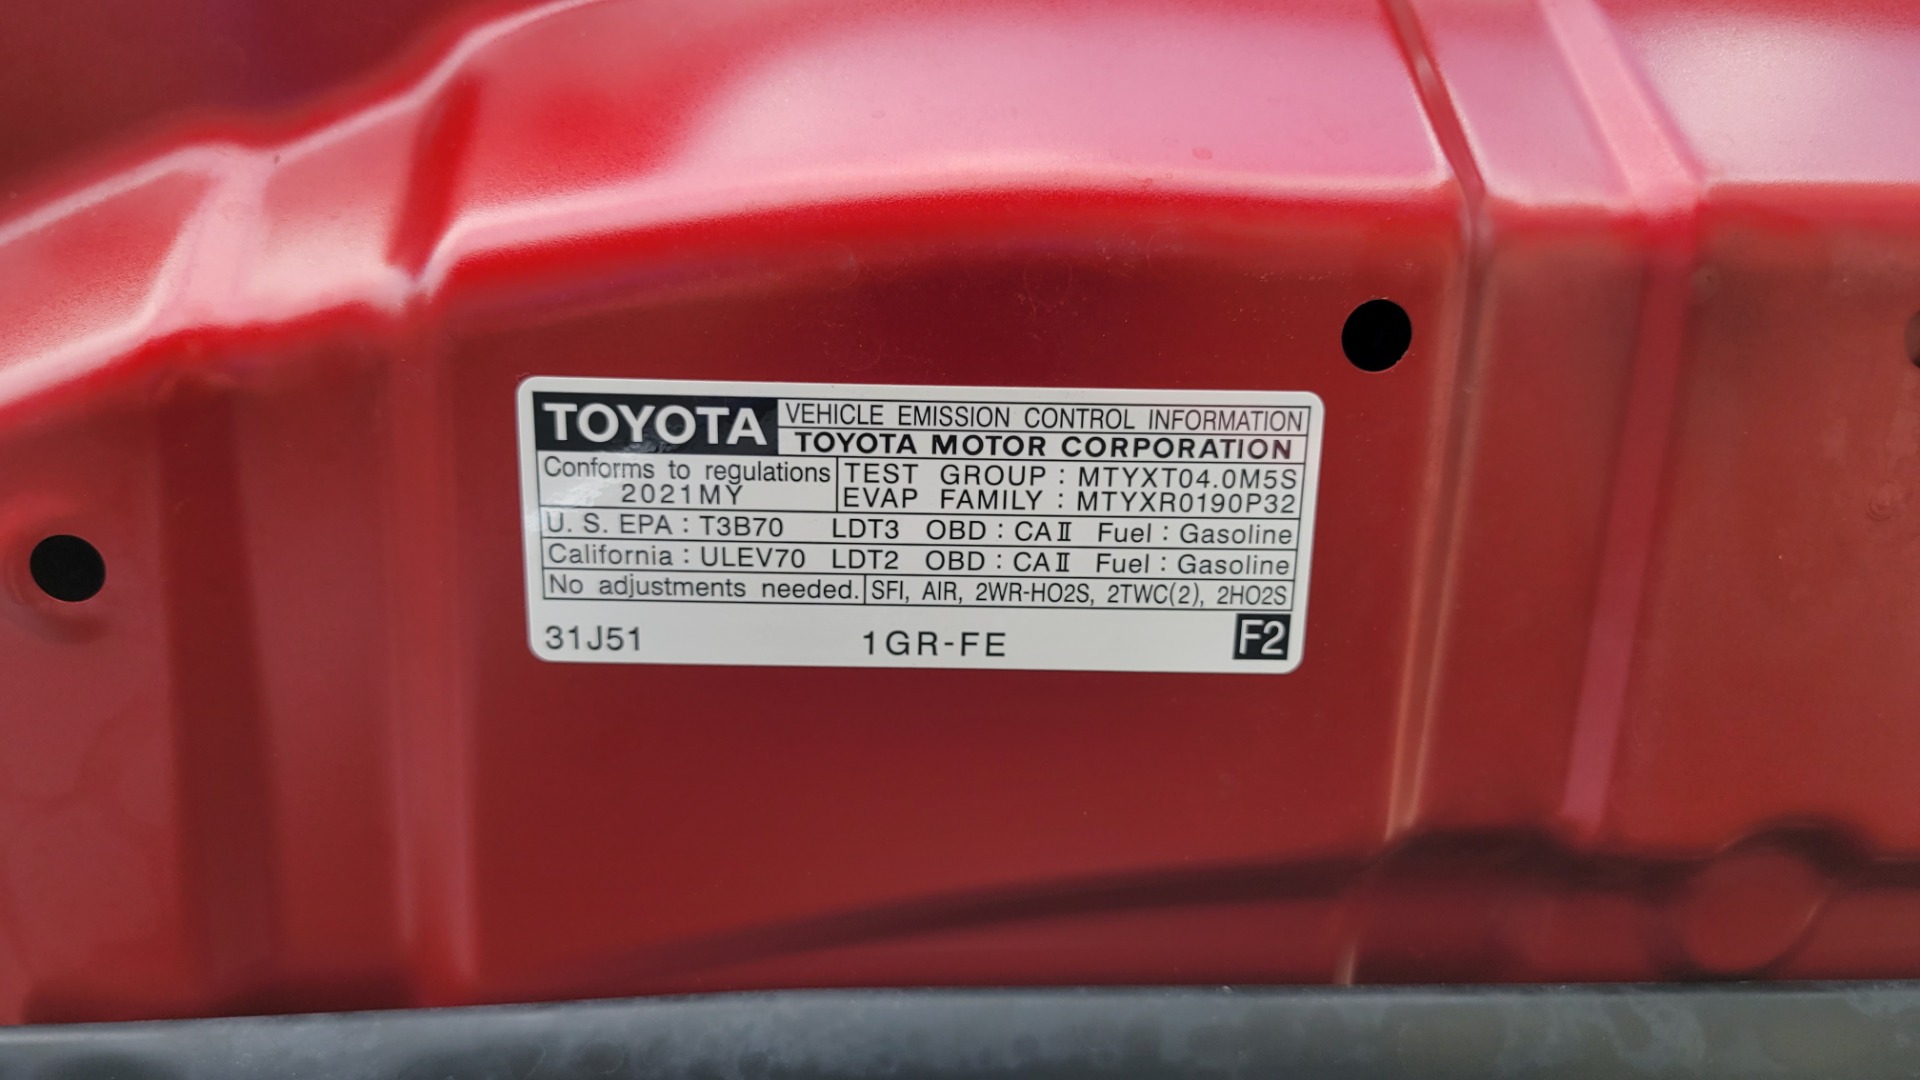 TOYOTA VEHICLE EMISSION CONTROL INFORMATION
TOYOTA MOTOR CORPORATION
Conforms to regulations
2021MY
TEST GROUP : MTYXT04.0M5S
EVAP FAMILY : MTYXR0190P32
U. S. EPA : T3B70 LDT3 OBD : CAⅡ Fuel : Gasoline
California : ULEV70 LDT2 OBD : CAⅡ Fuel : Gasoline
No adjustments needed. SFI, AIR, 2WR-HO2S, 2TWC(2), 2HO2S
31J51 1GR-FE F2